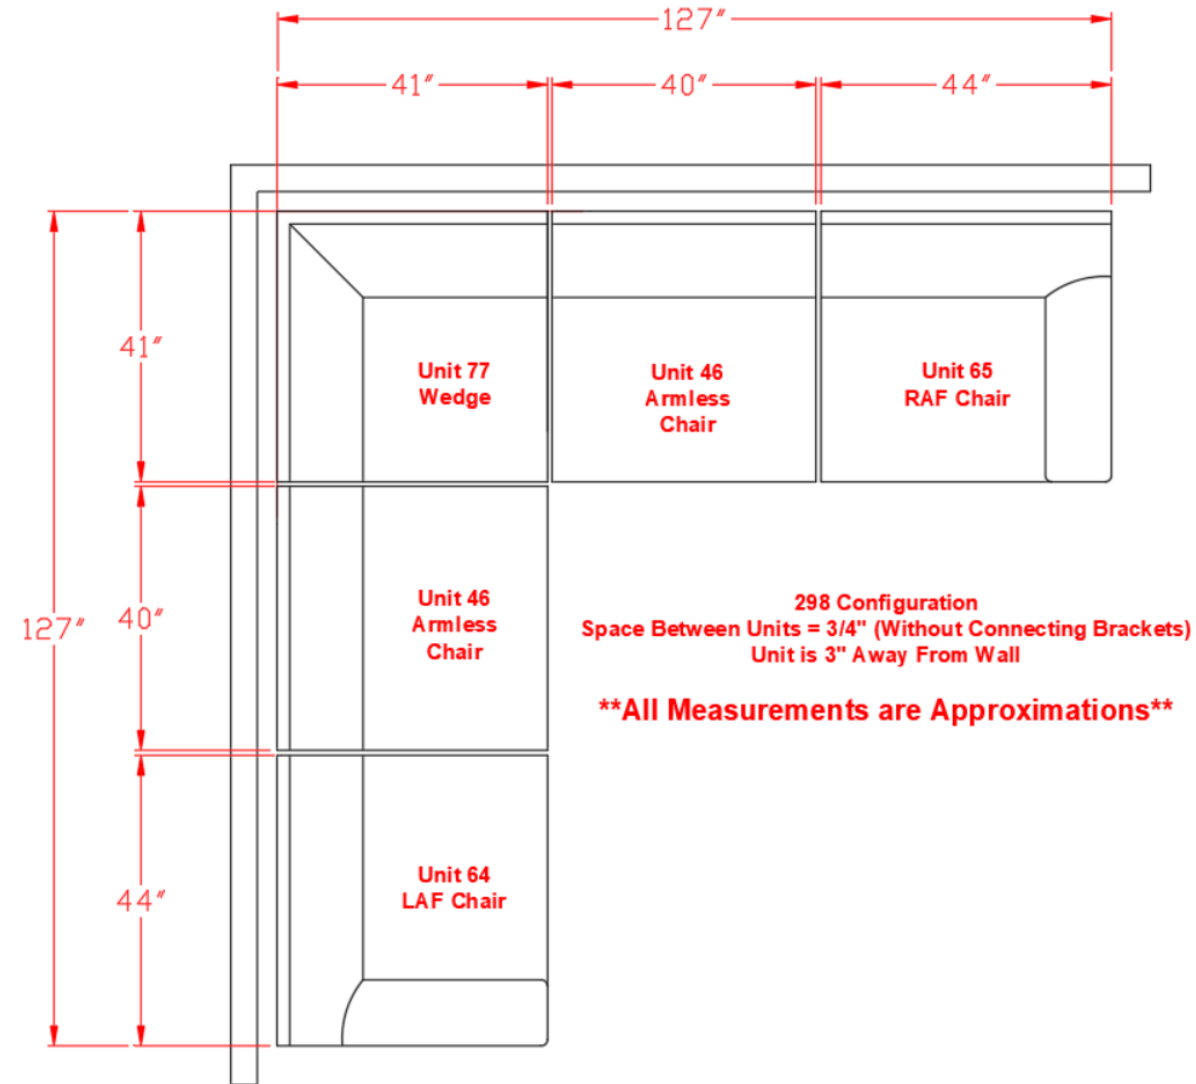 127"
41" 40" 44"
41"
Unit 77
Wedge
Unit 46
Armless
Chair
Unit 65
RAF Chair
127"
40"
Unit 46
Armless
Chair
298 Configuration
Space Between Units = 3/4" (Without Connecting Brackets)
Unit is 3" Away From Wall
**All Measurements are Approximations**
44"
Unit 64
LAF Chair